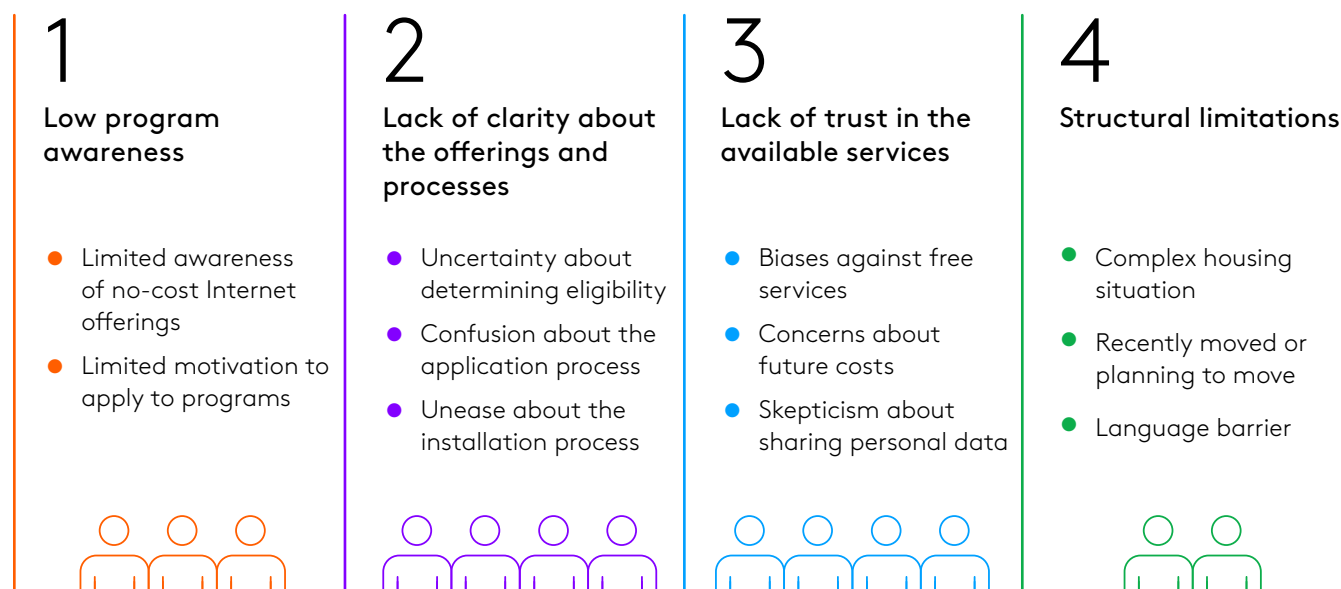 1
Low program
awareness
Limited awareness
of no-cost Internet
offerings
Limited motivation to
apply to programs
2
Lack of clarity about
the offerings and
processes
Uncertainty about
determining eligibility
Confusion about the
application process
Unease about the
installation process
3
Lack of trust in the
available services
Biases against free
services
Concerns about
future costs
Skepticism about
sharing personal data
4
Structural limitations
Complex housing
situation
Recently moved or
planning to move
Language barrier